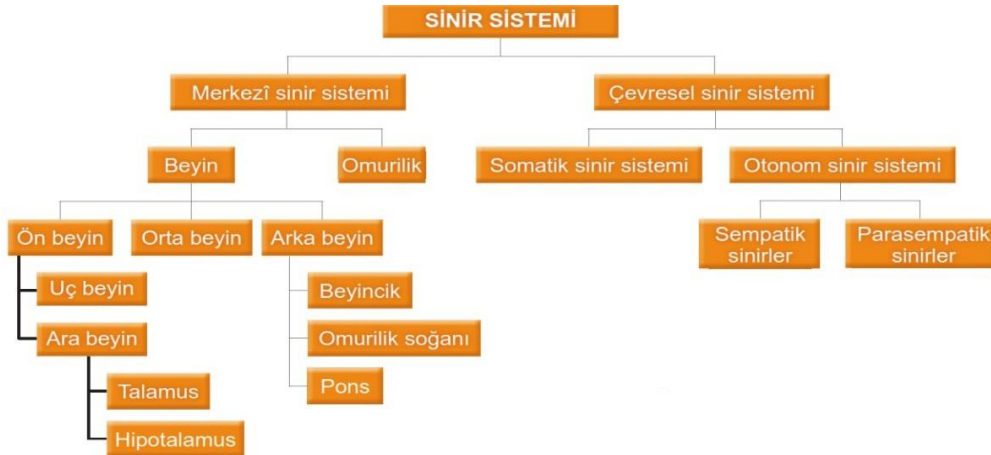 SİNİR SİSTEMİ
Merkezî sinir sistemi
Çevresel sinir sistemi
Beyin
Omurilik
Somatik sinir sistemi
Otonom sinir sistemi
Ön beyin
Orta beyin
Arka beyin
Sempatik
sinirler
Parasempatik
sinirler
Uç beyin
Beyincik
Ara beyin
Omurilik soğanı
Talamus
Pons
Hipotalamus